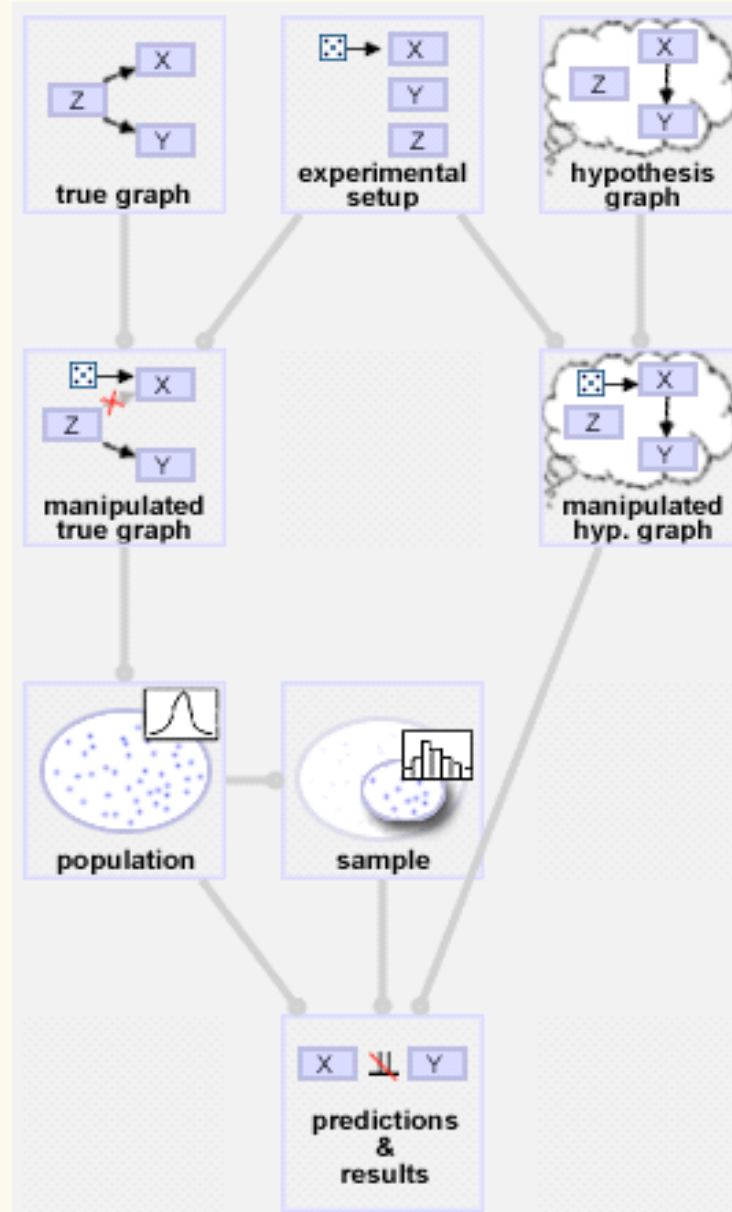 X
Z
Y
true graph
X
Y
Z
experimental
setup
X
Z
Y
hypothesis
graph
X
Z
Y
manipulated
true graph
X
Z
Y
manipulated
hyp. graph
population
sample
X Y
predictions
&
results